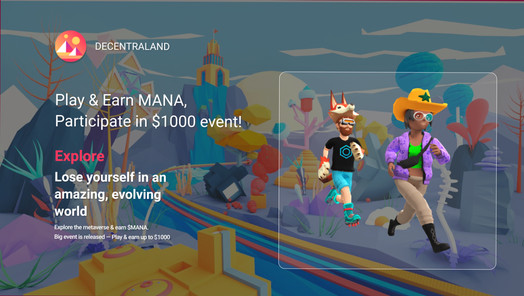 DECENTRALAND
Play & Earn MANA,
Participate in $1000 event!
Explore
Lose yourself in an
amazing, evolving
world
Explore the metaverse & earn $MANA.
Big event is released — Play & earn up to $1000